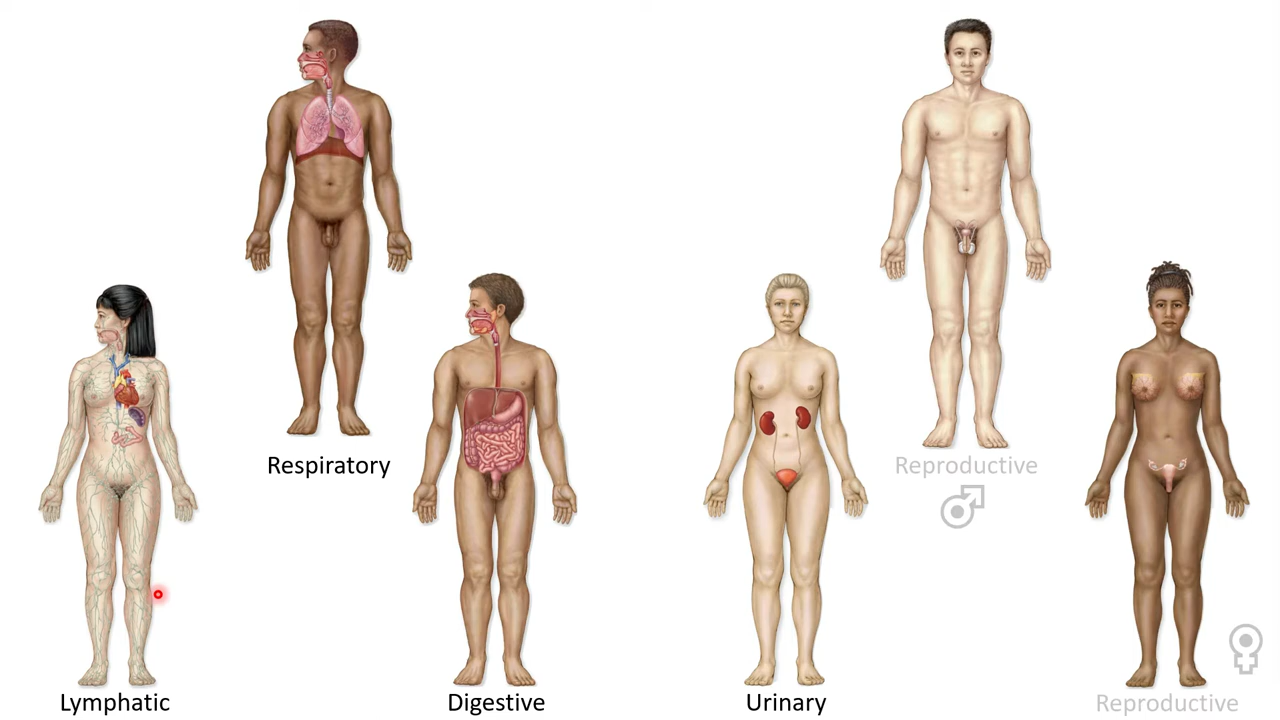 Respiratory
Reproductive
Lymphatic
Digestive
Urinary
Reproductive